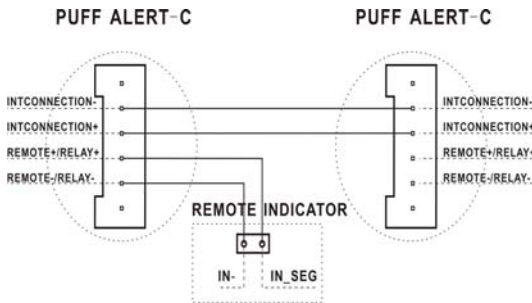 PUFF ALERT-C PUFF ALERT-C
INTCONNECTION- INTCONNECTION-
INTCONNECTION+ INTCONNECTION+
REMOTE+/RELAY+ REMOTE+/RELAY+
REMOTE-/RELAY- REMOTE-/RELAY-
REMOTE INDICATOR
IN- IN_SEG